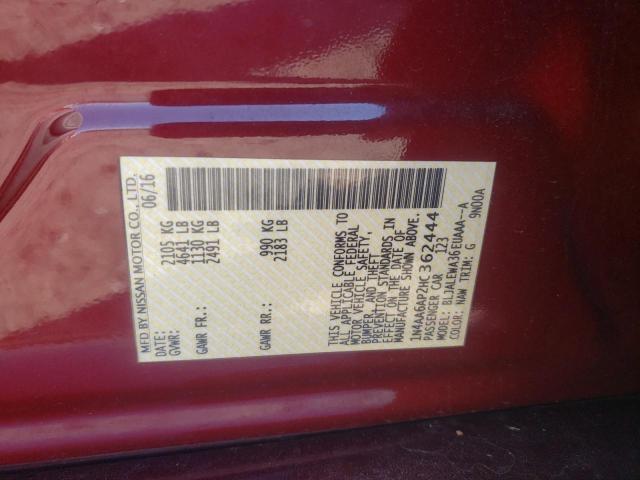 MFD BY NISSAN MOTOR CO., LTD.
DATE: 06/16
GVWR: 2105 KG
4641 LB
GAWR FR: 1130 KG
2491 LB
GAWR RR: 990 KG
2183 LB
THIS VEHICLE CONFORMS TO
ALL APPLICABLE FEDERAL
MOTOR VEHICLE SAFETY,
BUMPER, AND THEFT
PREVENTION STANDARDS IN
EFFECT ON THE DATE OF
MANUFACTURE SHOWN ABOVE.
1N4AA6AP2HC362444
PASSENGER CAR 123
MODEL: BLJALEWA36EUAAA--A
COLOR: NAW TRIM: G 9N00A